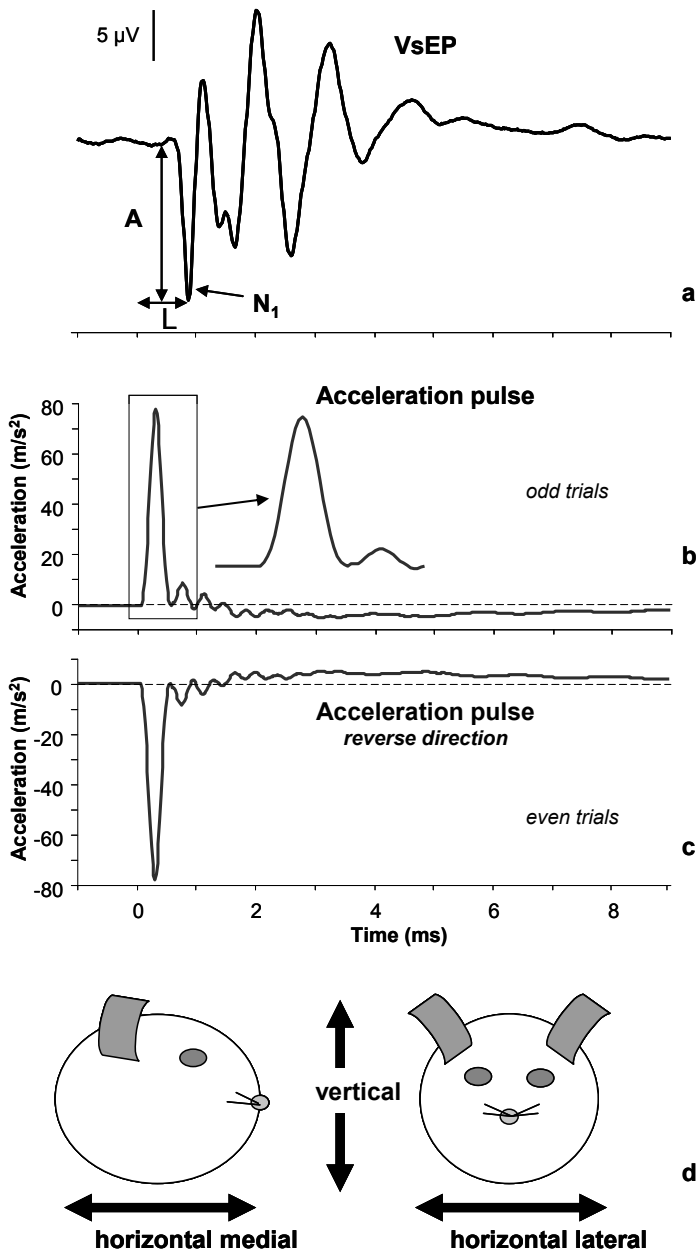 5 µV
VsEP
A
N1
L
a
Acceleration pulse
80
60
40
20
0
Acceleration (m/s²)
odd trials
b
0
-20
-40
-60
-80
Acceleration (m/s²)
Acceleration pulse
reverse direction
even trials
c
0 2 4 6 8
Time (ms)
vertical
d
horizontal medial
horizontal lateral